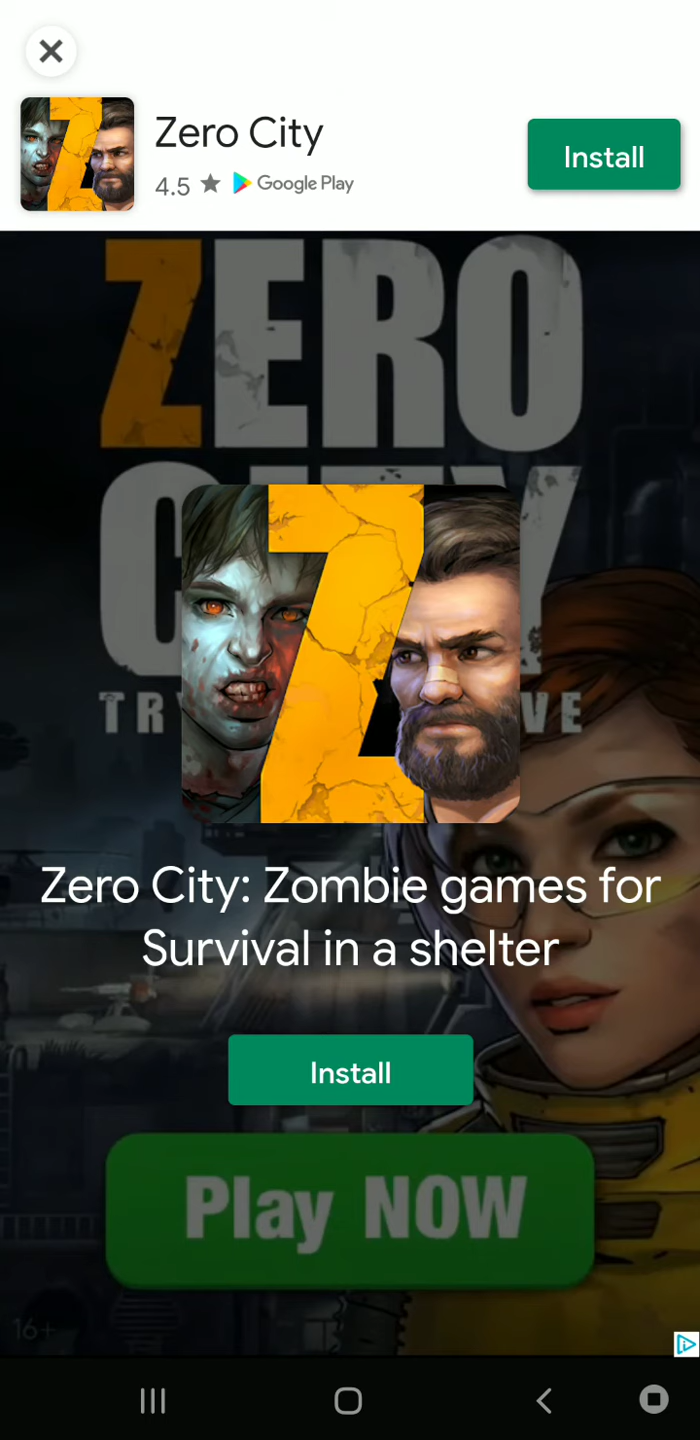 Zero City
4.5 ★ Google Play
Install
ZERO
TR VE
Zero City: Zombie games for
Survival in a shelter
Install
Play NOW
16+